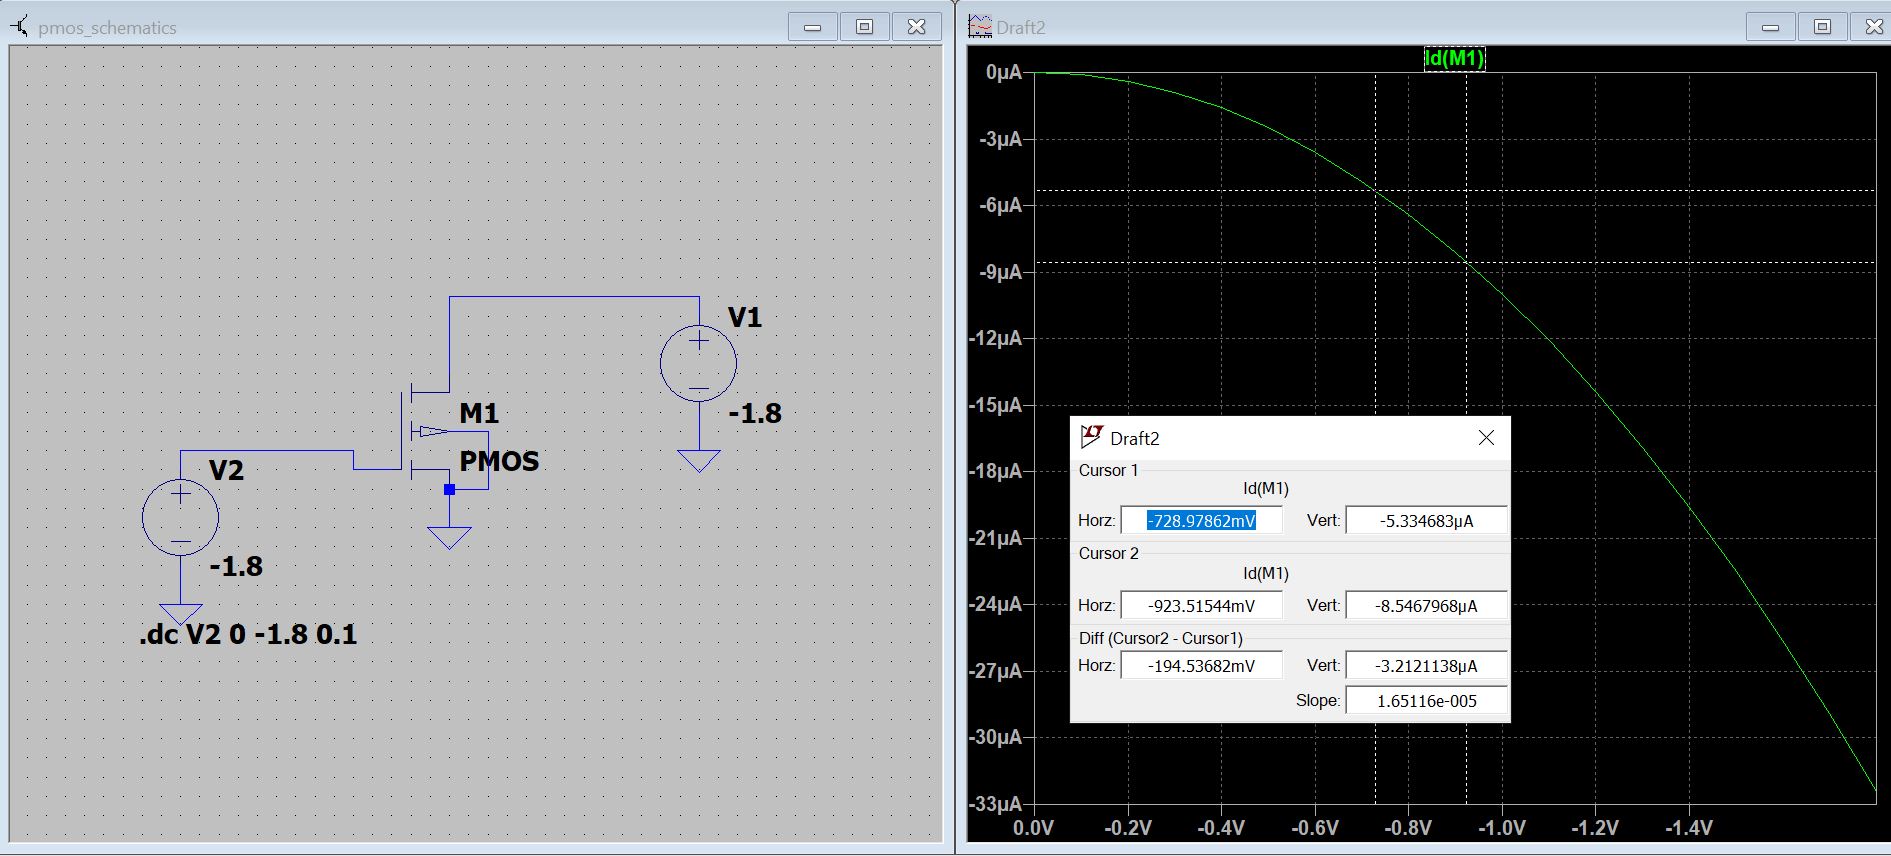 pmos_schematics
V1
-1.8
M1
PMOS
V2
-1.8
.dc V2 0 -1.8 0.1
Draft2
Id(M1)
0µA
-3µA
-6µA
-9µA
-12µA
-15µA
-18µA
-21µA
-24µA
-27µA
-30µA
-33µA
0.0V -0.2V -0.4V -0.6V -0.8V -1.0V -1.2V -1.4V
Draft2
Cursor 1
Id(M1)
Horz: -728.97862mV Vert: -5.334683µA
Cursor 2
Id(M1)
Horz: -923.51544mV Vert: -8.5467968µA
Diff (Cursor2 - Cursor1)
Horz: -194.53682mV Vert: -3.2121138µA
Slope: 1.65116e-005